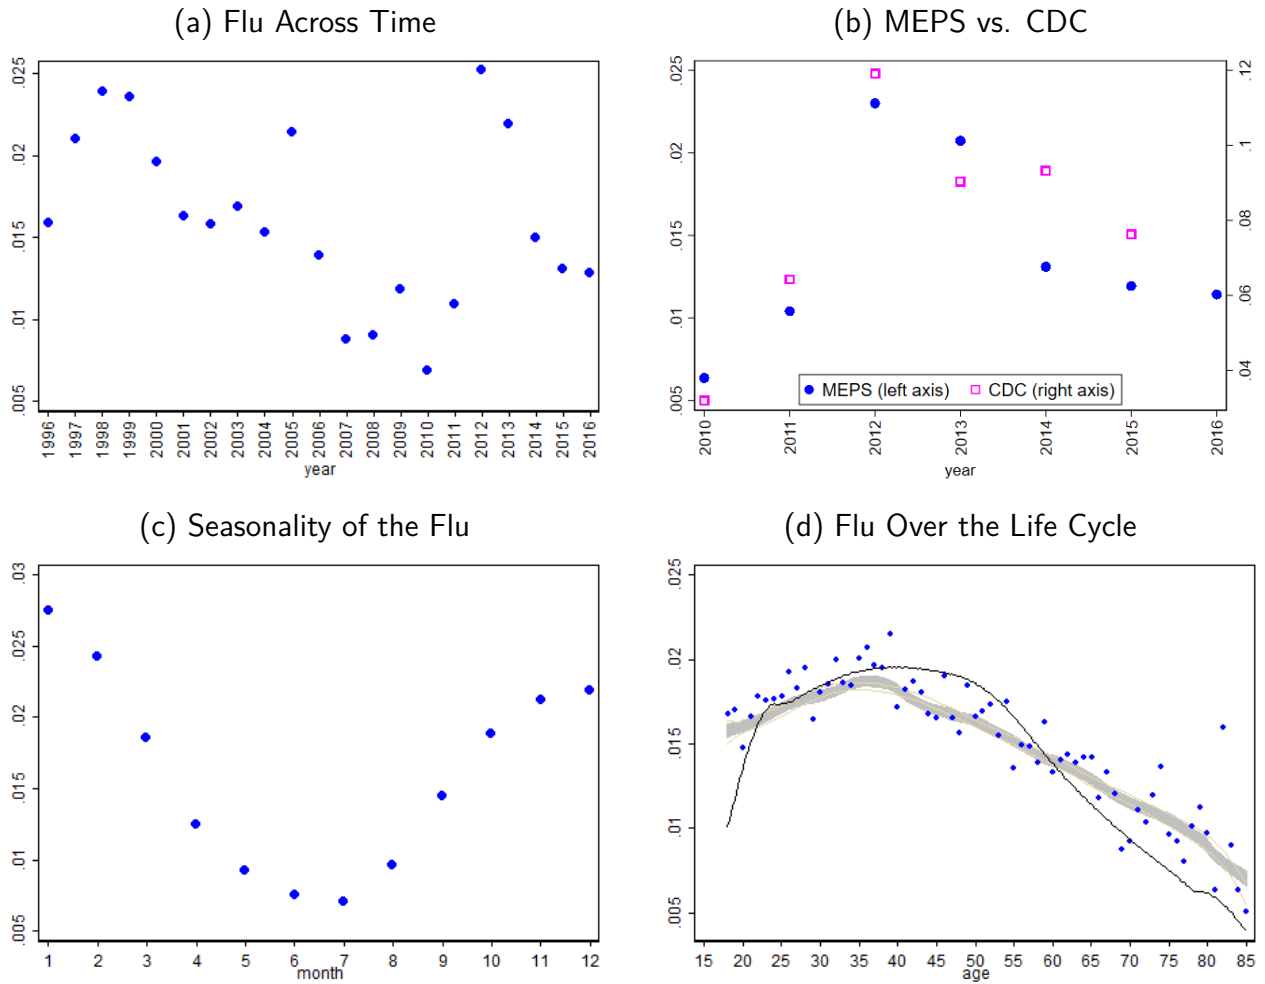 (a) Flu Across Time
.025
.02
.015
.01
.005
1996 1997 1998 1999 2000 2001 2002 2003 2004 2005 2006 2007 2008 2009 2010 2011 2012 2013 2014 2015 2016
year
(b) MEPS vs. CDC
.025
.02
.015
.01
.005
.12
.1
.08
.06
.04
MEPS (left axis) CDC (right axis)
2010 2011 2012 2013 2014 2015 2016
year
(c) Seasonality of the Flu
.03
.025
.02
.015
.01
.005
1 2 3 4 5 6 7 8 9 10 11 12
month
(d) Flu Over the Life Cycle
.025
.02
.015
.01
.005
15 20 25 30 35 40 45 50 55 60 65 70 75 80 85
age